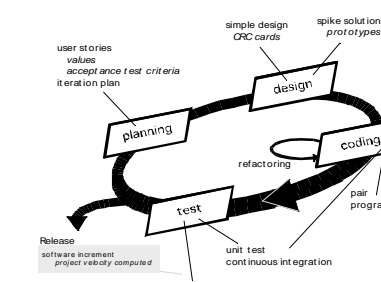 simple design
CRC cards
spike solution
prototypes
user stories
values
acceptance test criteria
iteration plan
design
planning
coding
refactoring
pair
test
Release
software increment
project velocity computed
unit test
continuous integration